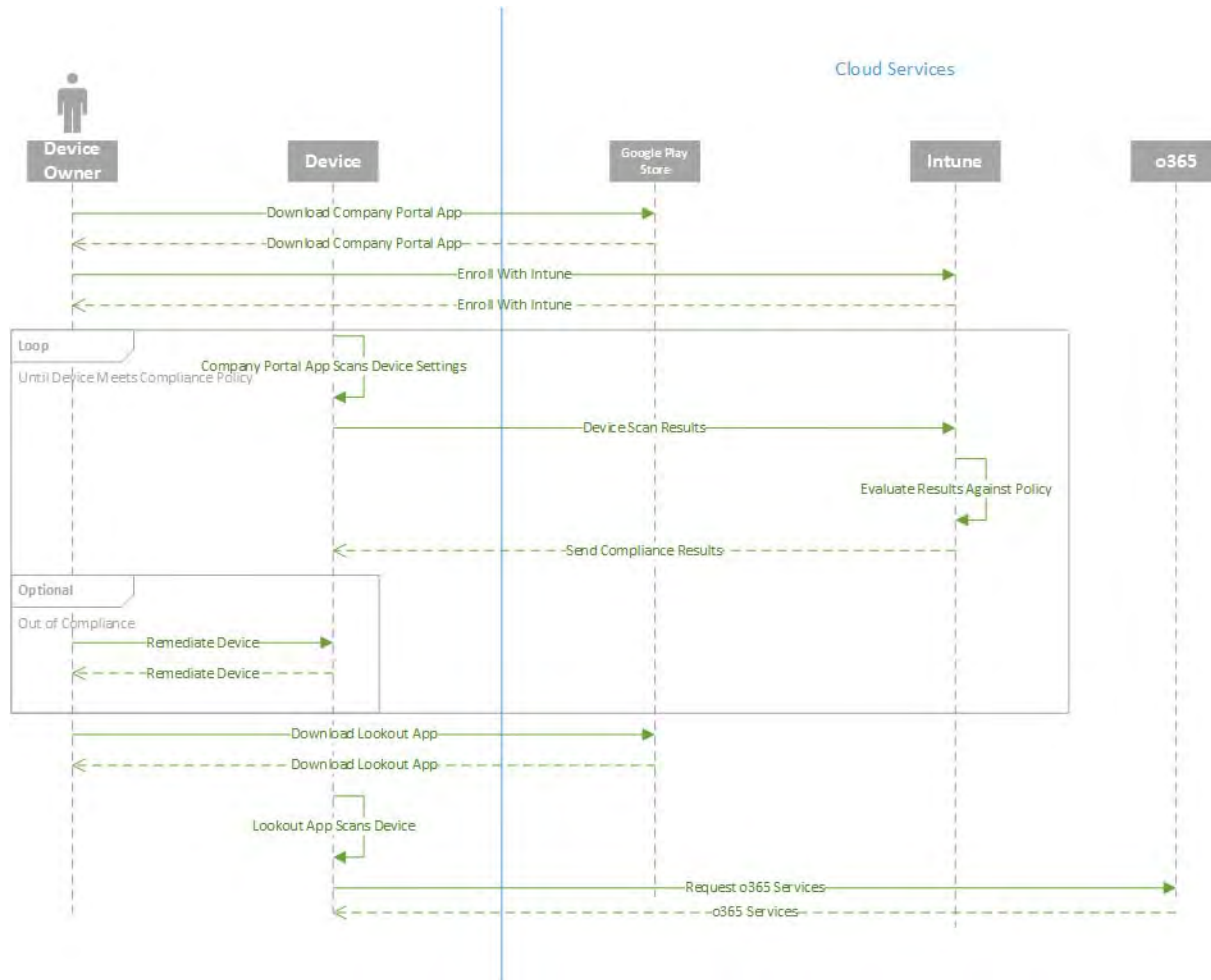 Cloud Services
Device
Owner
Device
Google Play
Store
Intune
o365
Download Company Portal App
Download Company Portal App
Enroll With Intune
Enroll With Intune
Loop
Company Portal App Scans Device Settings
Until Device Meets Compliance Policy
Device Scan Results
Evaluate Results Against Policy
Send Compliance Results
Optional
Out of Compliance
Remediate Device
Remediate Device
Download Lookout App
Download Lookout App
Lookout App Scans Device
Request o365 Services
o365 Services